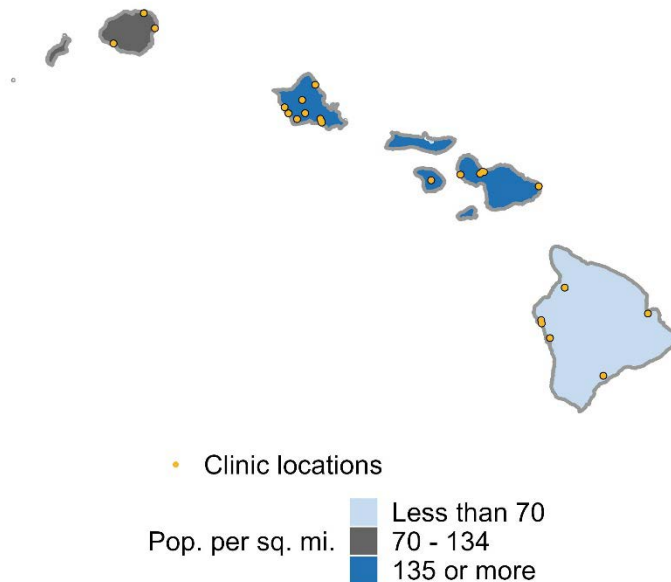 Clinic locations
Pop. per sq. mi.
Less than 70
70 - 134
135 or more